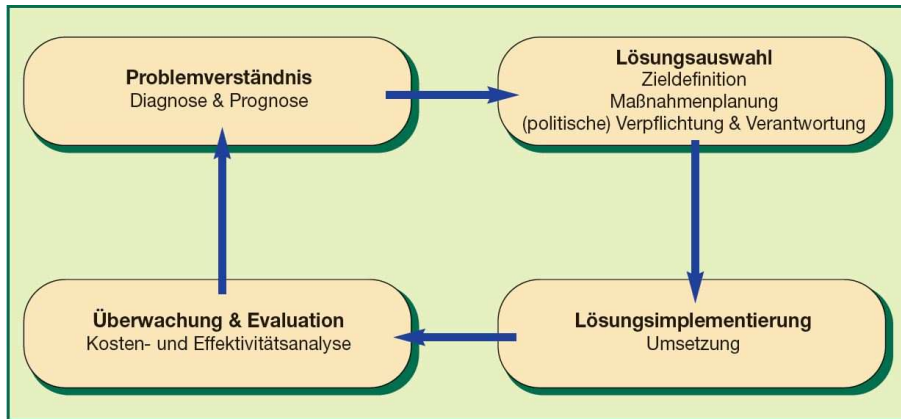 Problemverständnis
Diagnose & Prognose
Lösungsauswahl
Zieldefinition
Maßnahmenplanung
(politische) Verpflichtung & Verantwortung
Lösungsimplementierung
Umsetzung
Überwachung & Evaluation
Kosten- und Effektivitätsanalyse